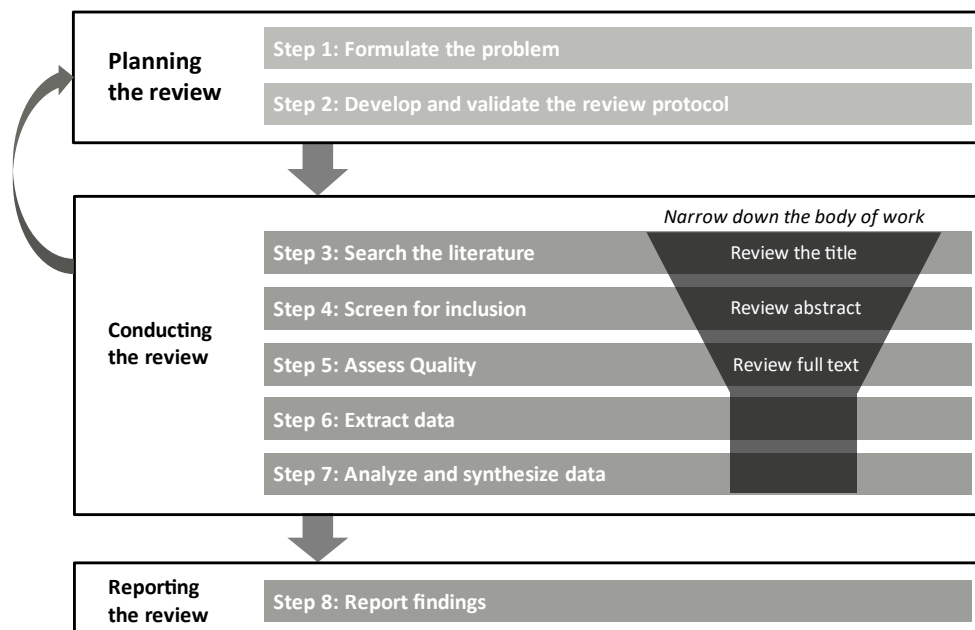 Planning
the review
Step 1: Formulate the problem
Step 2: Develop and validate the review protocol
Narrow down the body of work
Conducting
the review
Step 3: Search the literature
Review the title
Step 4: Screen for inclusion
Review abstract
Step 5: Assess Quality
Review full text
Step 6: Extract data
Step 7: Analyze and synthesize data
Reporting
the review
Step 8: Report findings